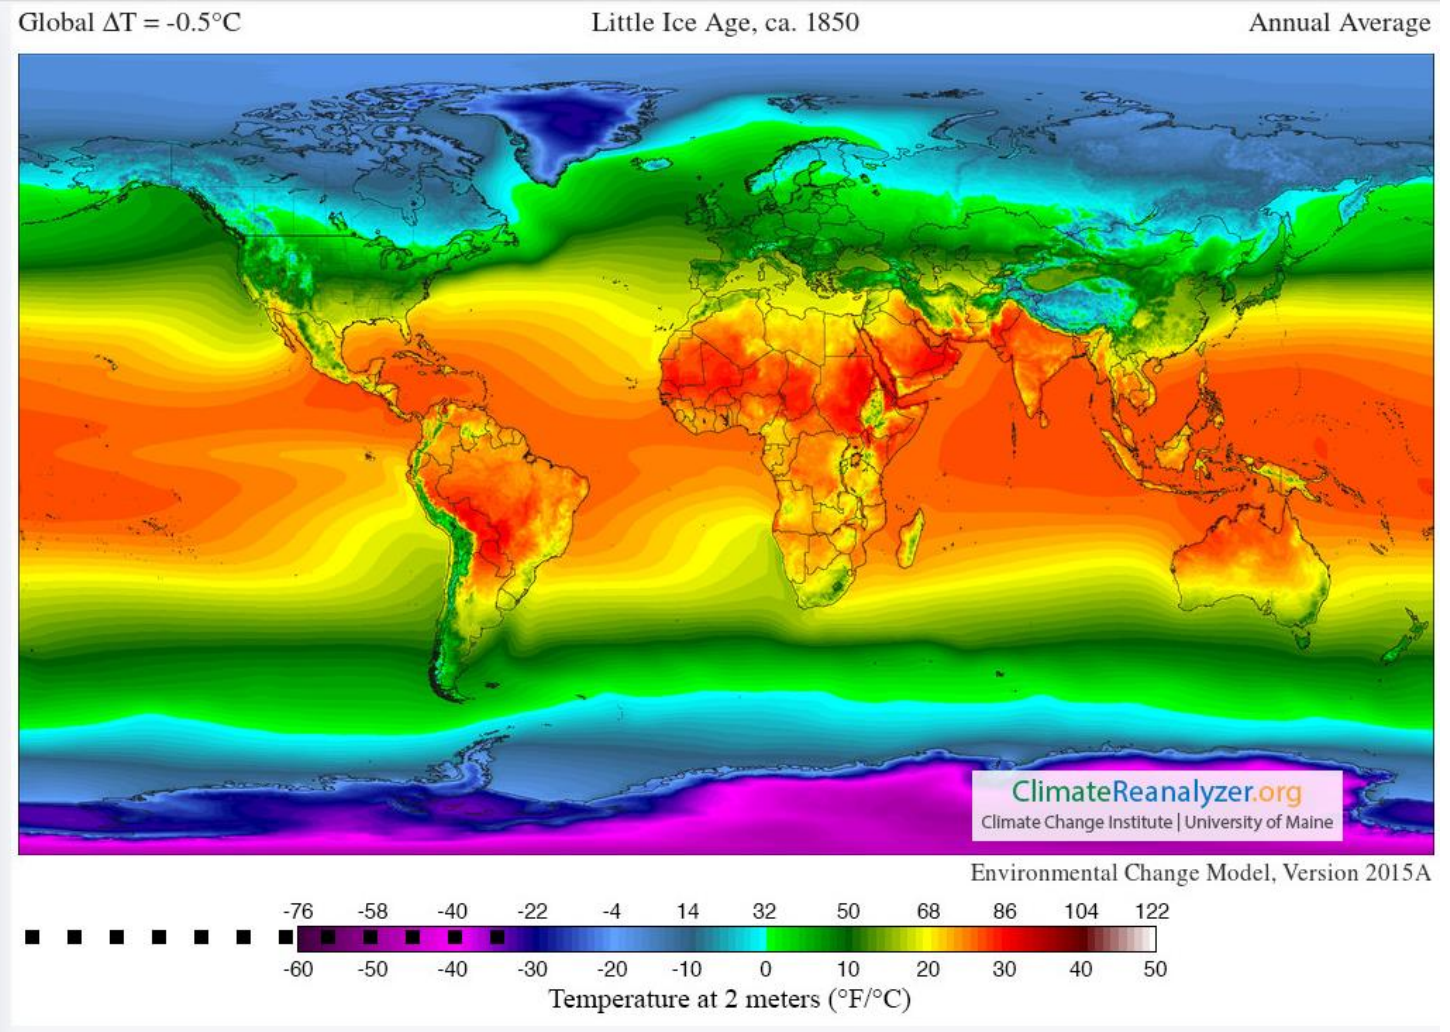 Global ΔT = -0.5°C Little Ice Age, ca. 1850 Annual Average
ClimateReanalyzer.org
Climate Change Institute | University of Maine
Environmental Change Model, Version 2015A
-76 -58 -40 -22 -4 14 32 50 68 86 104 122
-60 -50 -40 -30 -20 -10 0 10 20 30 40 50
Temperature at 2 meters (°F/°C)